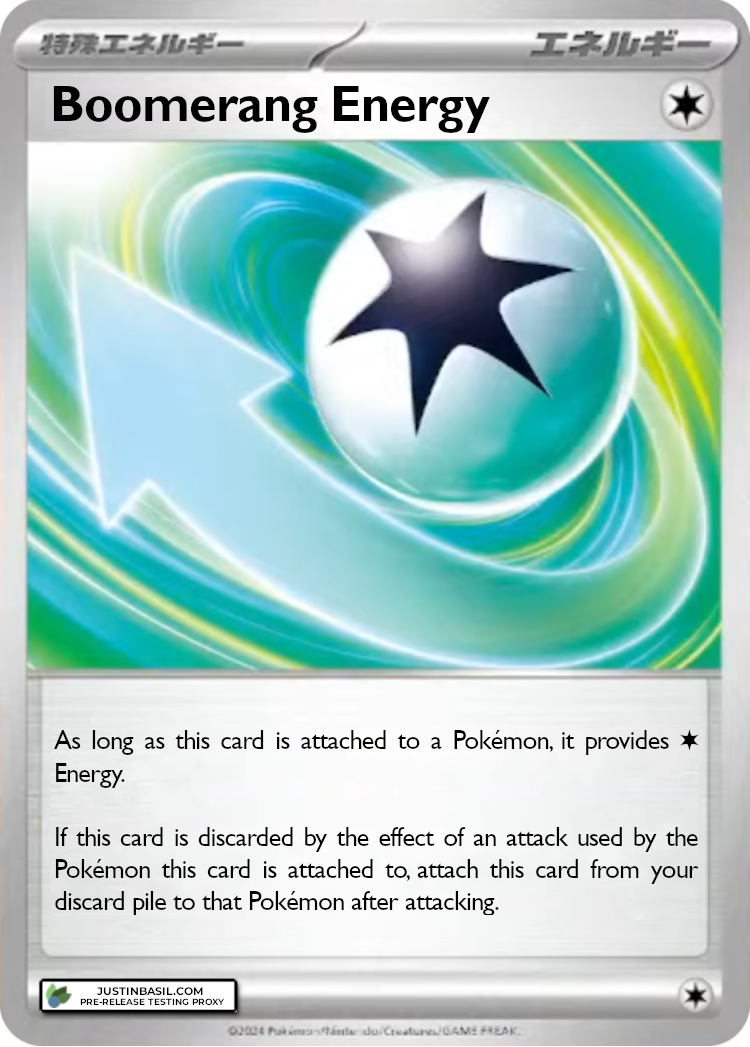 特殊エネルギー
エネルギー
Boomerang Energy
As long as this card is attached to a Pokémon, it provides
Energy.
If this card is discarded by the effect of an attack used by the
Pokémon this card is attached to, attach this card from your
discard pile to that Pokémon after attacking.
JUSTINBASIL.COM
PRE-RELEASE TESTING PROXY
©2024 Pokémon/Nintendo/Creatures/GAME FREAK.